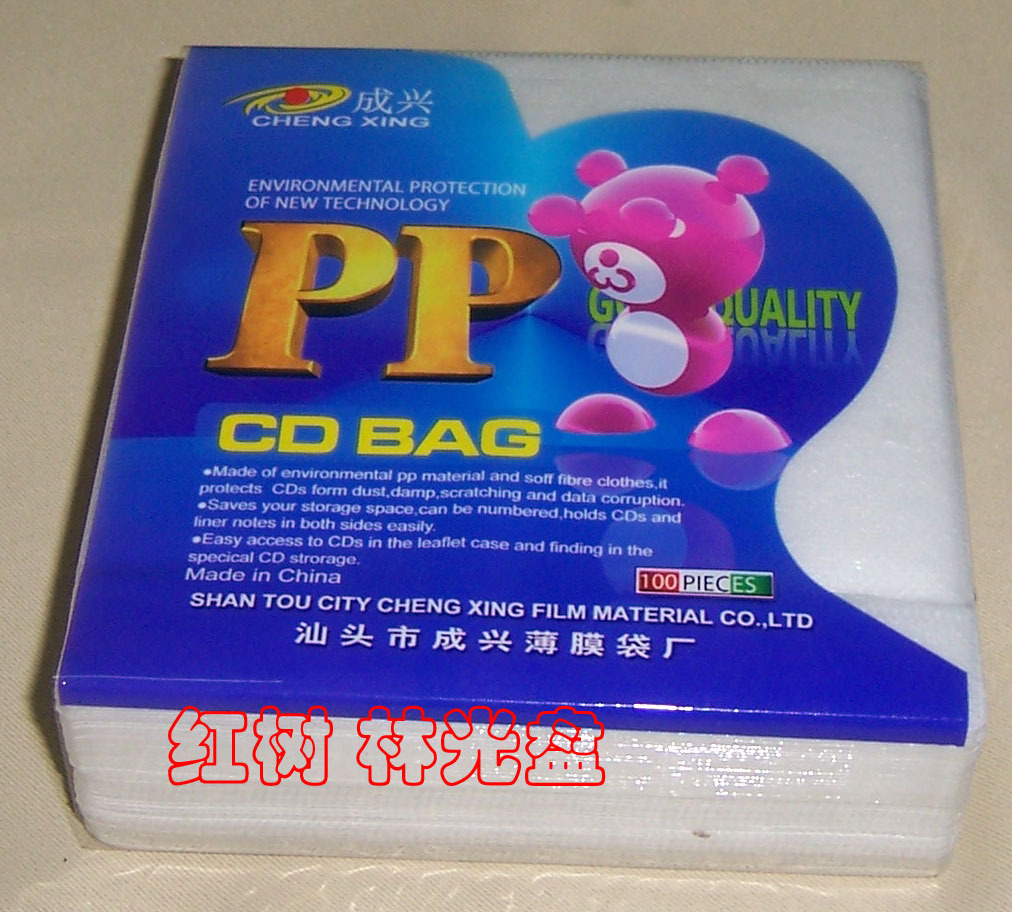 成兴
CHENG XING
ENVIRONMENTAL PROTECTION
OF NEW TECHNOLOGY
PP
QUALITY
CD BAG
●Made of environmental pp material and soff fibre clothes,it
protects CDs form dust,damp,scratching and data corruption.
●Saves your storage space,can be numbered,holds CDs and
liner notes in both sides easily.
●Easy access to CDs in the leaflet case and finding in the
specical CD strorage.
Made in China
100 PIECES
SHAN TOU CITY CHENG XING FILM MATERIAL CO.,LTD
汕头市成兴薄膜袋厂
红树 林光盘